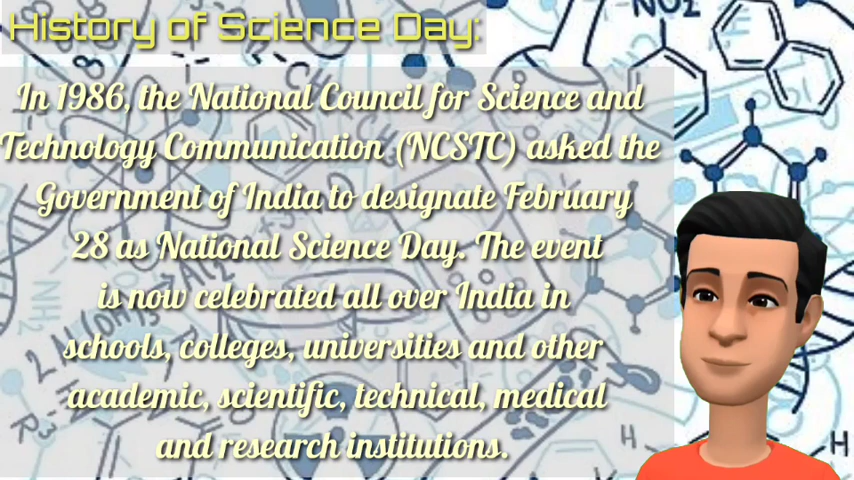 History of Science Day:
In 1986, the National Council for Science and
Technology Communication (NCSTC) asked the
Government of India to designate February
28 as National Science Day. The event
is now celebrated all over India in
schools, colleges, universities and other
academic, scientific, technical, medical
and research institutions.
NO2
NH2
H
H